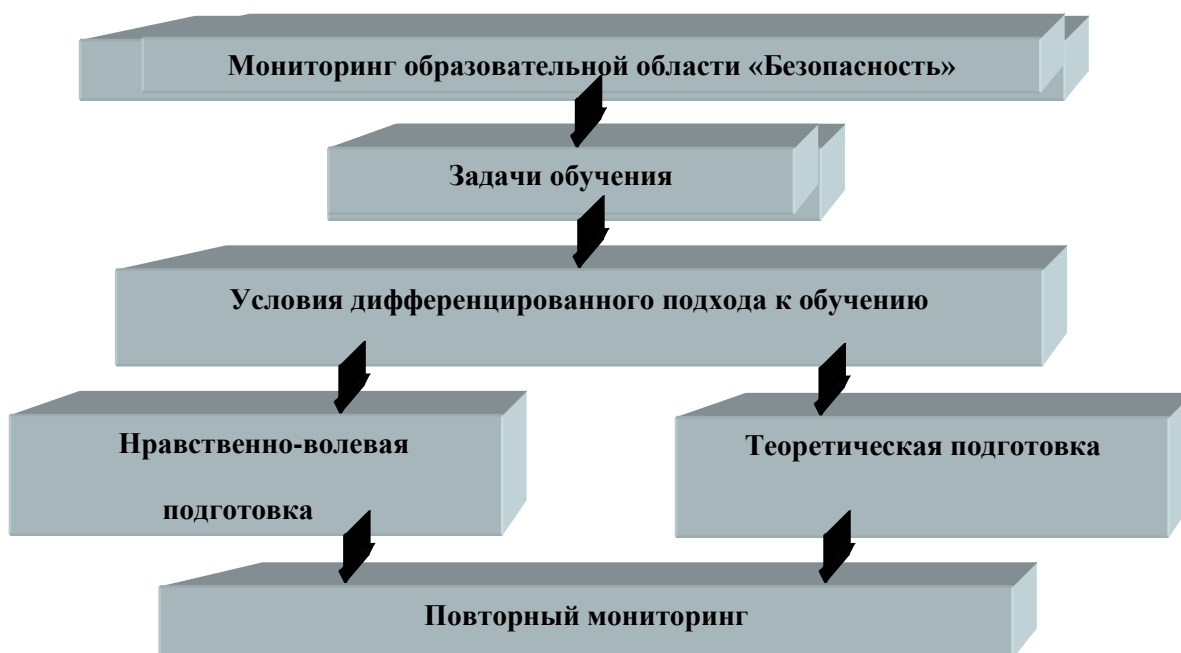 Мониторинг образовательной области «Безопасность»
Задачи обучения
Условия дифференцированного подхода к обучению
Нравственно-волевая
подготовка
Теоретическая подготовка
Повторный мониторинг